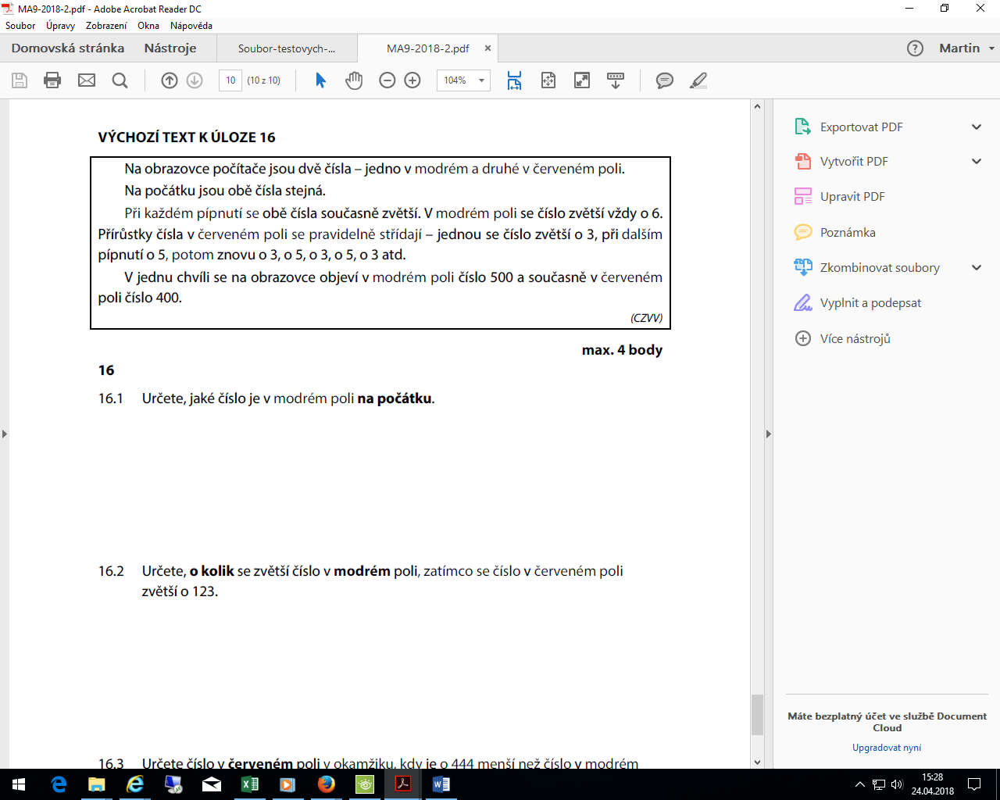 MA9-2018-2.pdf - Adobe Acrobat Reader DC
Soubor Úpravy Zobrazení Okna Nápověda
Domovská stránka Nástroje Soubor-testovych-... MA9-2018-2.pdf × Martin
10 (10 z 10) 104%
VÝCHOZÍ TEXT K ÚLOZE 16
Na obrazovce počítače jsou dvě čísla – jedno v modrém a druhé v červeném poli.
Na počátku jsou obě čísla stejná.
Při každém pípnutí se obě čísla současně zvětší. V modrém poli se číslo zvětší vždy o 6.
Přírůstky čísla v červeném poli se pravidelně střídají – jednou se číslo zvětší o 3, při dalším
pípnutí o 5, potom znovu o 3, o 5, o 3, o 5, o 3 atd.
V jednu chvíli se na obrazovce objeví v modrém poli číslo 500 a současně v červeném
poli číslo 400.
(CZVV)
max. 4 body
16
16.1 Určete, jaké číslo je v modrém poli na počátku.
16.2 Určete, o kolik se zvětší číslo v modrém poli, zatímco se číslo v červeném poli
zvětší o 123.
16.3 Určete číslo v červeném poli v okamžiku, kdy je o 444 menší než číslo v modrém
Exportovat PDF
Vytvořit PDF
Upravit PDF
Poznámka
Zkombinovat soubory
Vyplnit a podepsat
Více nástrojů
Máte bezplatný účet ve službě Document
Cloud
Upgradovat nyní
15:28
24.04.2018